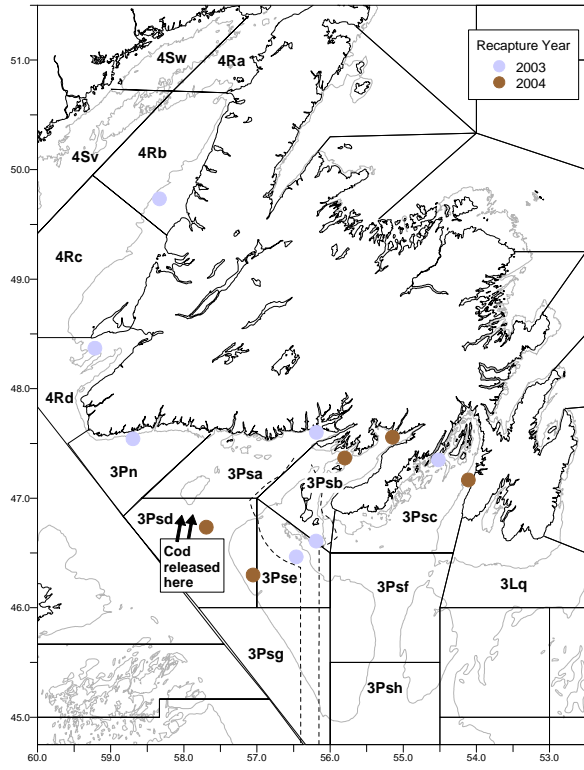 Recapture Year
2003
2004
4Sw
4Ra
51.0
4Sv
4Rb
50.0
4Rc
49.0
48.0
4Rd
3Pn
3Psa
3Psb
47.0
3Psd
3Psc
Cod
released
here
3Pse
3Psf
3Lq
46.0
3Psg
3Psh
45.0
60.0
58.0
57.0
56.0
55.0
54.0
53.0